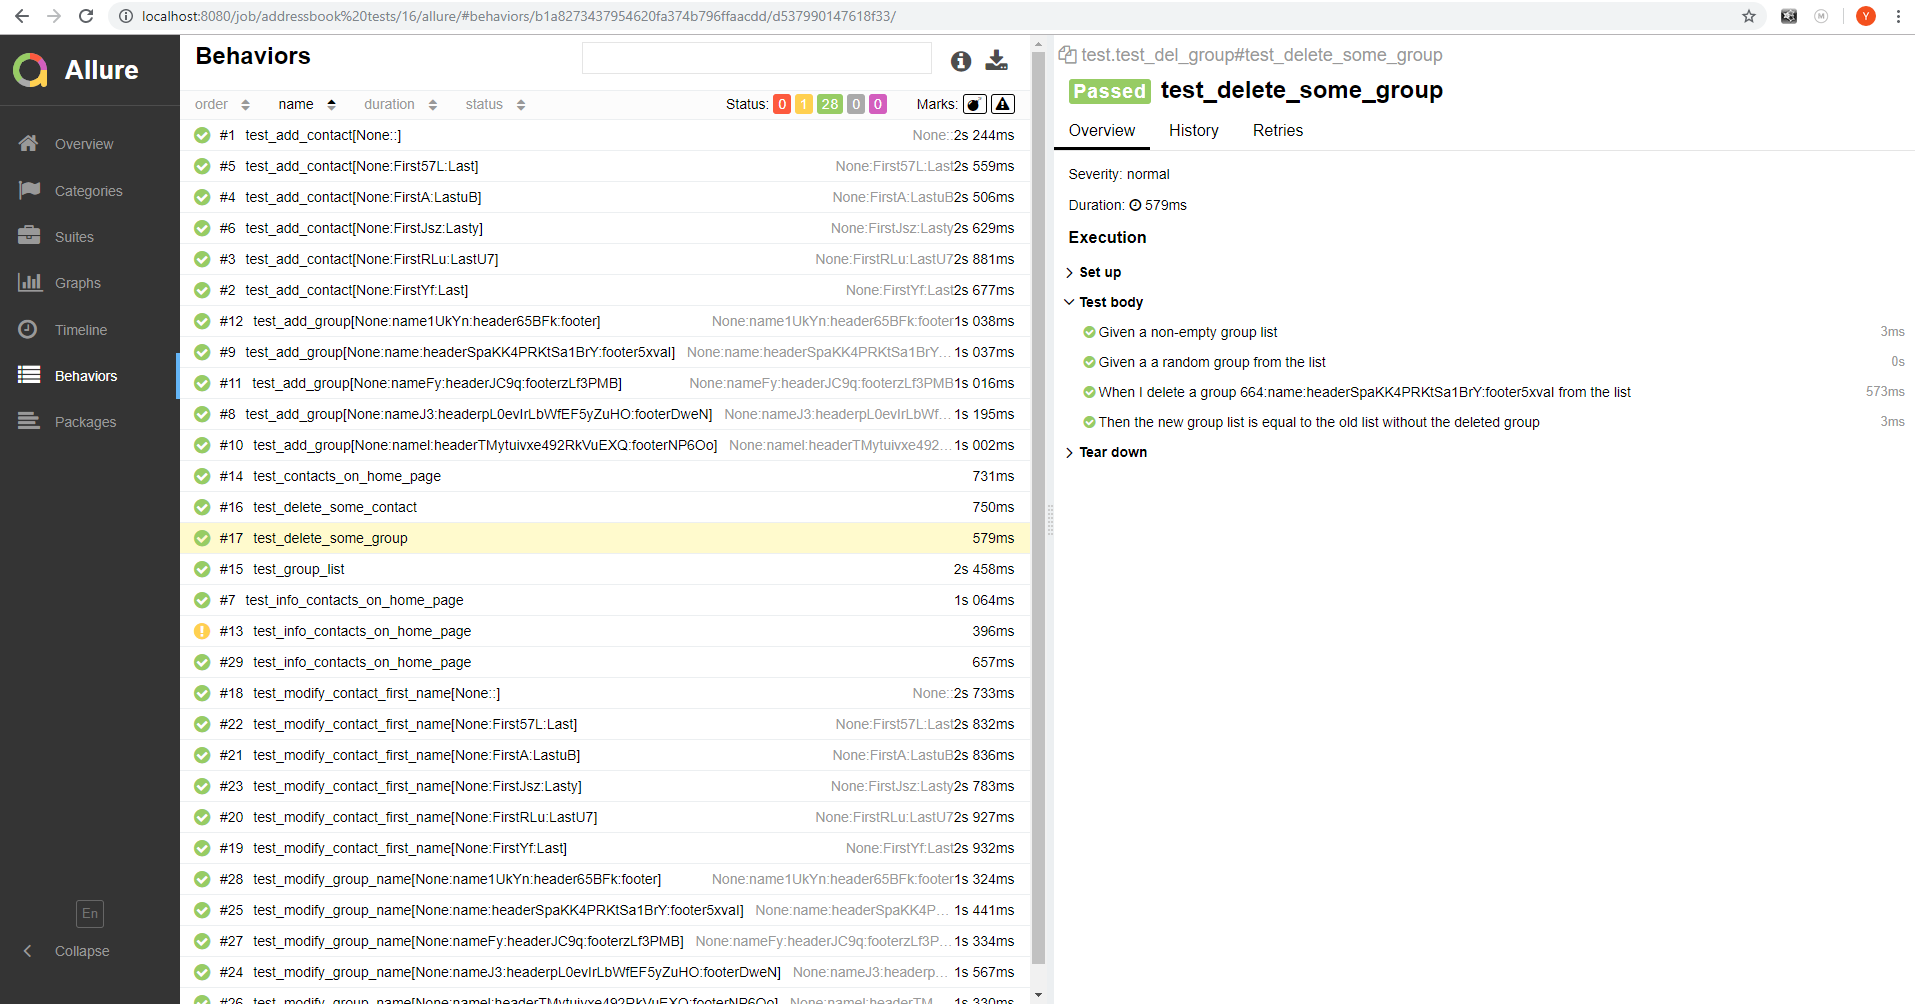 localhost:8080/job/addressbook%20tests/16/allure/#behaviors/b1a8273437954620fa374b796ffaacdd/d537990147618f33/
M
Y
Allure
Overview
Categories
Suites
Graphs
Timeline
Behaviors
Packages
En
Collapse
Behaviors
order name duration status Status: 0 1 28 0 0 Marks:
#1 test_add_contact[None::] None:: 2s 244ms
#5 test_add_contact[None:First57L:Last] None:First57L:Last 2s 559ms
#4 test_add_contact[None:FirstA:LastuB] None:FirstA:LastuB 2s 506ms
#6 test_add_contact[None:FirstJsz:Lasty] None:FirstJsz:Lasty 2s 629ms
#3 test_add_contact[None:FirstRLu:LastU7] None:FirstRLu:LastU7 2s 881ms
#2 test_add_contact[None:FirstYf:Last] None:FirstYf:Last 2s 677ms
#12 test_add_group[None:name1UkYn:header65BFk:footer] None:name1UkYn:header65BFk:footer 1s 038ms
#9 test_add_group[None:name:headerSpaKK4PRKtSa1BrY:footer5xvaI] None:name:headerSpaKK4PRKtSa1BrY... 1s 037ms
#11 test_add_group[None:nameFy:headerJC9q:footerzLf3PMB] None:nameFy:headerJC9q:footerzLf3PMB 1s 016ms
#8 test_add_group[None:nameJ3:headerpL0evIrLbWfEF5yZuHO:footerDweN] None:nameJ3:headerpL0evIrLbWf... 1s 195ms
#10 test_add_group[None:nameI:headerTMytuivxe492RkVuEXQ:footerNP6Oo] None:nameI:headerTMytuivxe492... 1s 002ms
#14 test_contacts_on_home_page 731ms
#16 test_delete_some_contact 750ms
#17 test_delete_some_group 579ms
#15 test_group_list 2s 458ms
#7 test_info_contacts_on_home_page 1s 064ms
#13 test_info_contacts_on_home_page 396ms
#29 test_info_contacts_on_home_page 657ms
#18 test_modify_contact_first_name[None::] None:: 2s 733ms
#22 test_modify_contact_first_name[None:First57L:Last] None:First57L:Last 2s 832ms
#21 test_modify_contact_first_name[None:FirstA:LastuB] None:FirstA:LastuB 2s 836ms
#23 test_modify_contact_first_name[None:FirstJsz:Lasty] None:FirstJsz:Lasty 2s 783ms
#20 test_modify_contact_first_name[None:FirstRLu:LastU7] None:FirstRLu:LastU7 2s 927ms
#19 test_modify_contact_first_name[None:FirstYf:Last] None:FirstYf:Last 2s 932ms
#28 test_modify_group_name[None:name1UkYn:header65BFk:footer] None:name1UkYn:header65BFk:footer 1s 324ms
#25 test_modify_group_name[None:name:headerSpaKK4PRKtSa1BrY:footer5xvaI] None:name:headerSpaKK4P... 1s 441ms
#27 test_modify_group_name[None:nameFy:headerJC9q:footerzLf3PMB] None:nameFy:headerJC9q:footerzLf3P... 1s 334ms
#24 test_modify_group_name[None:nameJ3:headerpL0evIrLbWfEF5yZuHO:footerDweN] None:nameJ3:headerp... 1s 567ms
#26 test_modify_group_name[None:nameI:headerTMytuivxe492RkVuEXQ:footerNP6Oo] None:nameI:headerTM... 1s 330ms
test.test_del_group#test_delete_some_group
Passed test_delete_some_group
Overview History Retries
Severity: normal
Duration: 579ms
Execution
Set up
Test body
Given a non-empty group list 3ms
Given a a random group from the list 0s
When I delete a group 664:name:headerSpaKK4PRKtSa1BrY:footer5xvaI from the list 573ms
Then the new group list is equal to the old list without the deleted group 3ms
Tear down